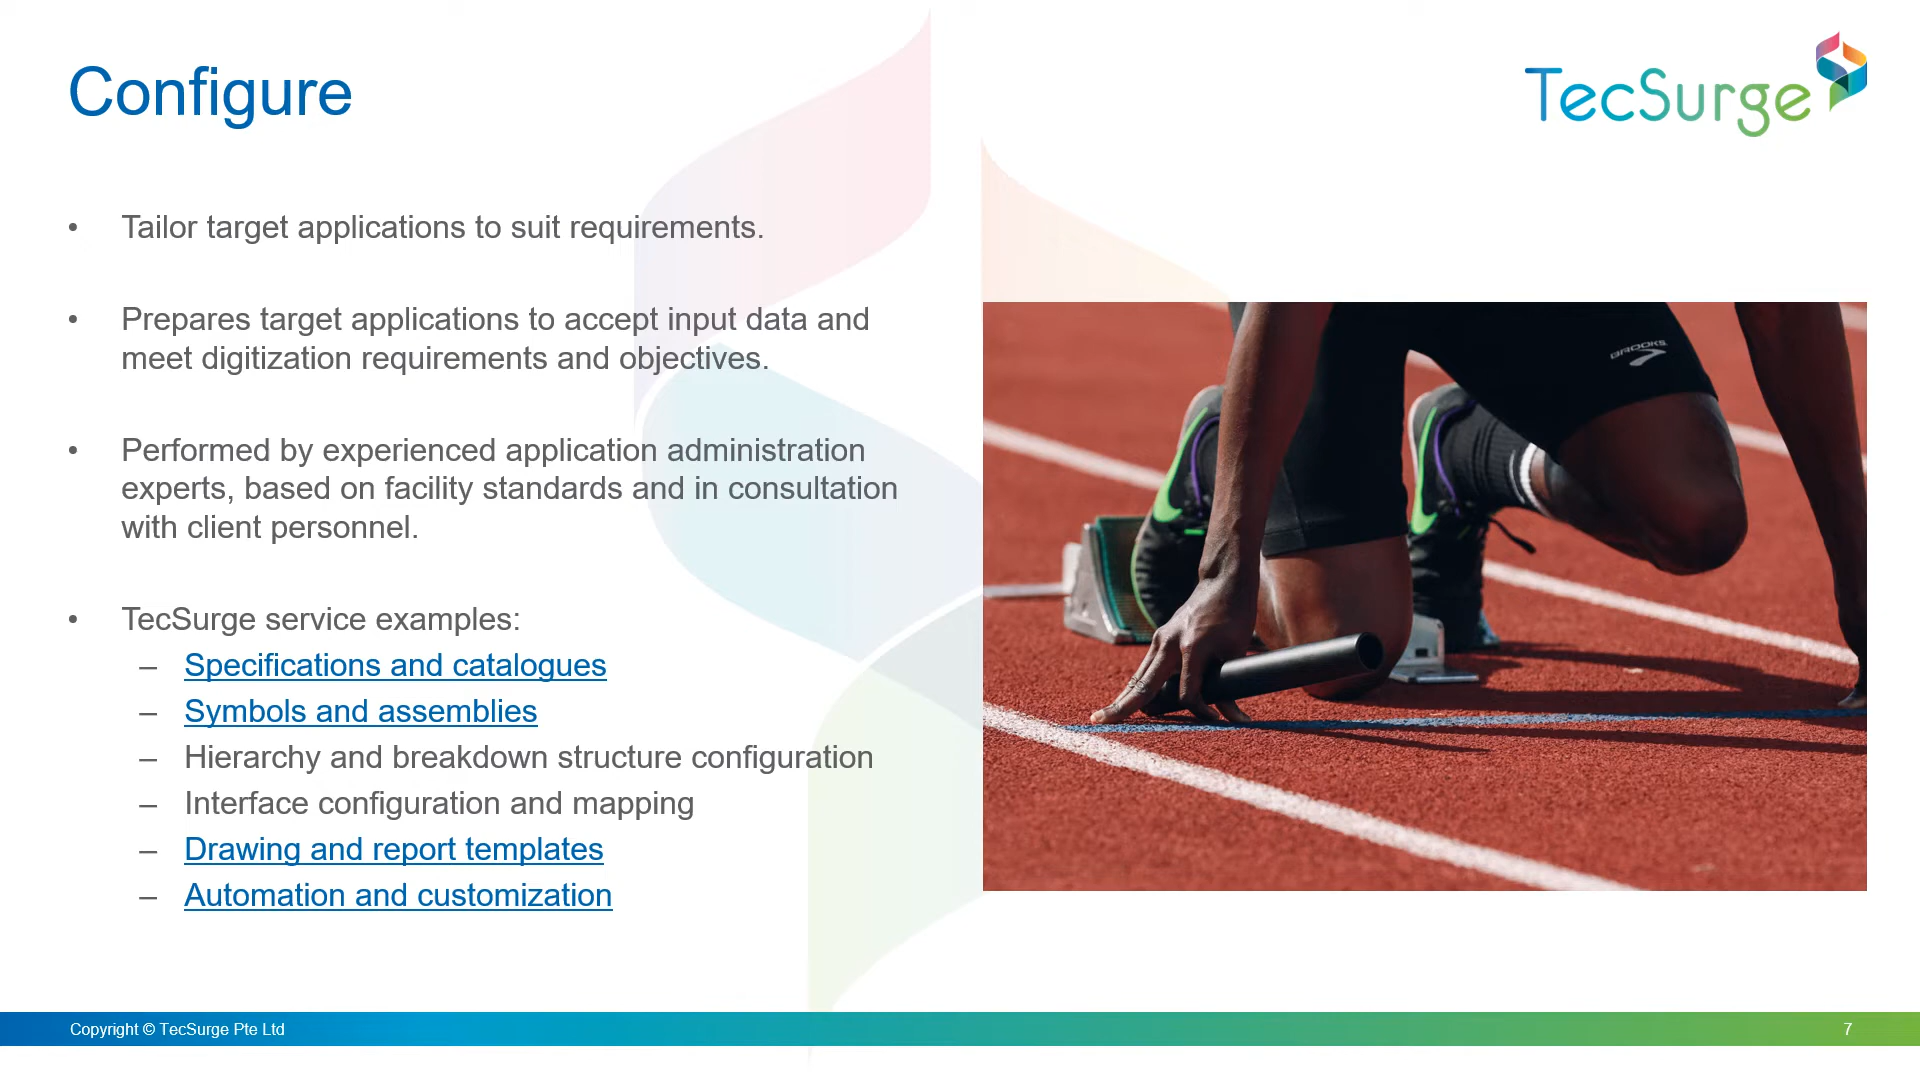 Configure
TecSurge
• Tailor target applications to suit requirements.
• Prepares target applications to accept input data and
meet digitization requirements and objectives.
• Performed by experienced application administration
experts, based on facility standards and in consultation
with client personnel.
• TecSurge service examples:
– Specifications and catalogues
– Symbols and assemblies
– Hierarchy and breakdown structure configuration
– Interface configuration and mapping
– Drawing and report templates
– Automation and customization
BROOKS
Copyright © TecSurge Pte Ltd
7